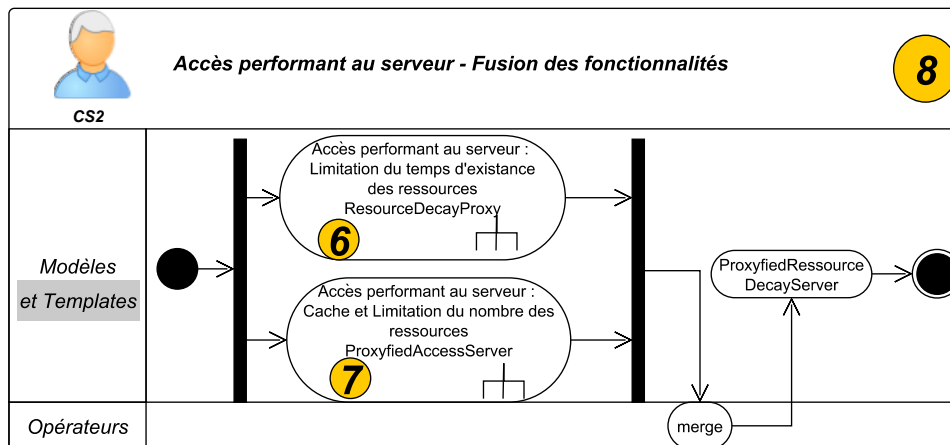 Accès performant au serveur - Fusion des fonctionnalités
8
CS2
Modèles
et Templates
Accès performant au serveur :
Limitation du temps d'existance
des ressources
ResourceDecayProxy
6
Accès performant au serveur :
Cache et Limitation du nombre des
ressources
ProxyfiedAccessServer
7
ProxyfiedRessource
DecayServer
Opérateurs
merge